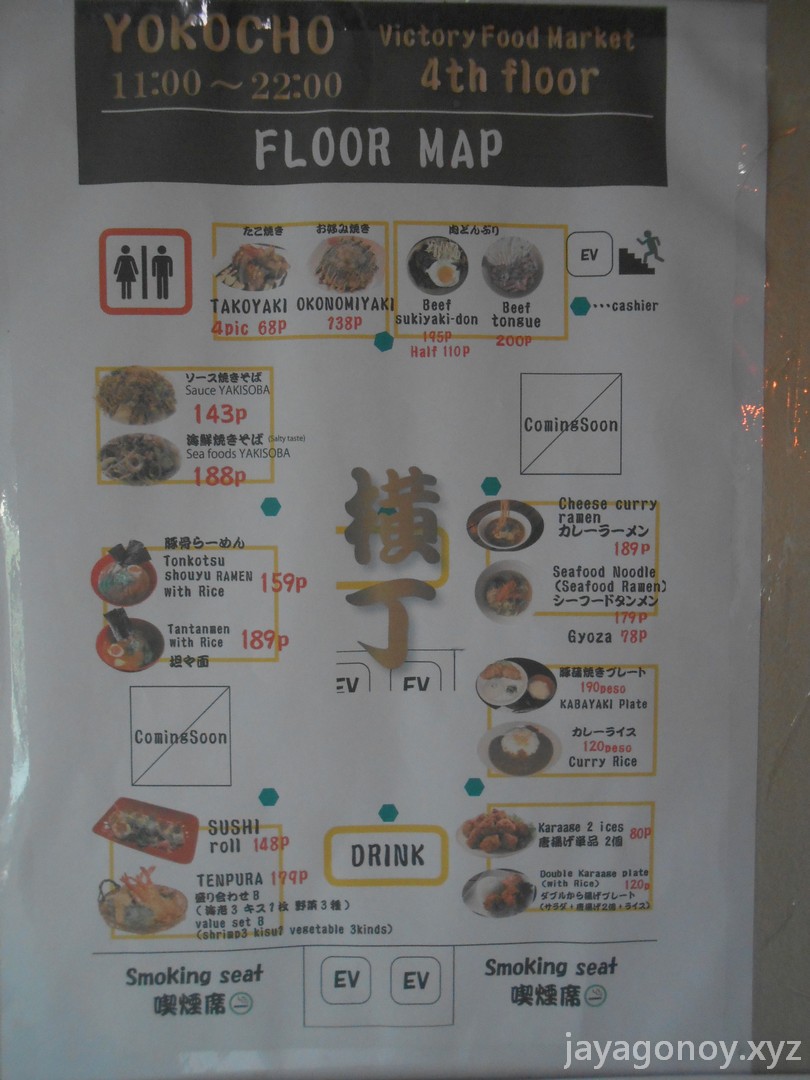 YOKOCHO
11:00～22:00
Victory Food Market
4th floor
FLOOR MAP
たこ焼き
TAKOYAKI
4pic 68P
お好み焼き
OKONOMIYAKI
138P
肉どんぶり
Beef
sukiyaki-don
195P
Half 110P
Beef
tongue
200P
EV
…cashier
ソース焼きそば
Sauce YAKISOBA
143p
海鮮焼きそば (Salty taste)
Sea foods YAKISOBA
188p
ComingSoon
横丁
豚骨らーめん
Tonkotsu
shouyu RAMEN
with Rice
159p
Tantanmen
with Rice
189p
坦々面
Cheese curry
ramen
カレーラーメン
189P
Seafood Noodle
(Seafood Ramen)
シーフードタンメン
179P
Gyoza 78P
EV
EV
豚蒲焼きプレート
190peso
KABAYAKI Plate
カレーライス
120peso
Curry Rice
ComingSoon
SUSHI
roll 148P
TENPURA 179P
盛り合わせB
(海老3 キス1枚 野菜3種)
value set B
(shrimp3 kisu1 vegetable 3kinds)
DRINK
Karaage 2 ices
唐揚げ単品 2個
80P
Double Karaage plate
(with Rice)
120p
ダブルから揚げプレート
(サラダ・唐揚げ2個・ライス)
Smoking seat
喫煙席
EV
EV
Smoking seat
喫煙席
jayagonoy.xyz